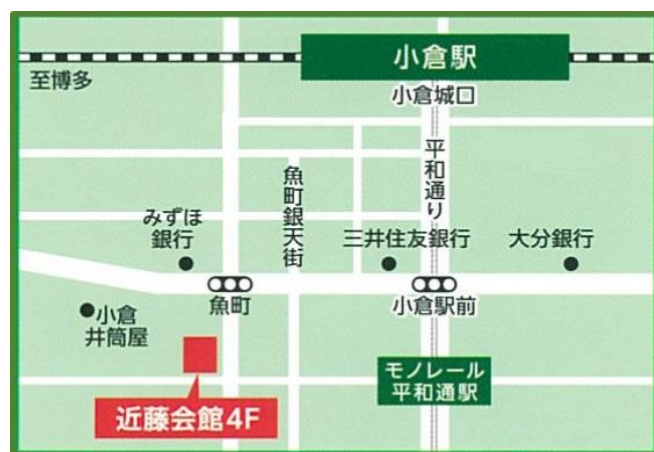 小倉駅
至博多
小倉城口
平和通り
魚町銀天街
みずほ
銀行
三井住友銀行
大分銀行
魚町
小倉駅前
小倉
井筒屋
モノレール
平和通駅
近藤会館4F